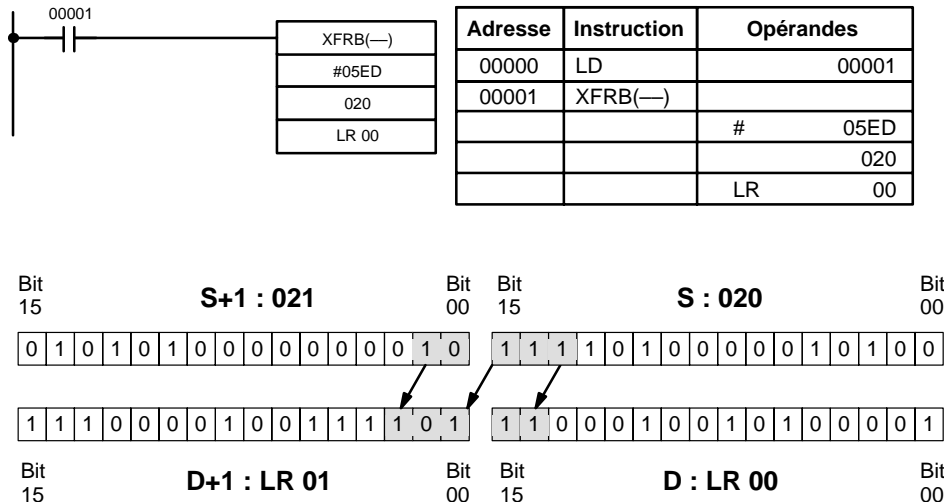 00001
XFRB(––)
#05ED
020
LR 00
Adresse Instruction Opérandes
00000 LD 00001
00001 XFRB(––)
# 05ED
020
LR 00
Bit 15 S+1 : 021 Bit 00 Bit 15 S : 020 Bit 00
0 1 0 1 0 1 0 0 0 0 0 0 0 0 1 0 1 1 1 1 0 1 0 0 0 0 0 1 0 1 0 0
1 1 1 0 0 0 0 1 0 0 1 1 1 1 0 1 1 1 0 0 0 1 0 0 1 0 1 0 0 0 0 1
Bit 15 D+1 : LR 01 Bit 00 Bit 15 D : LR 00 Bit 00